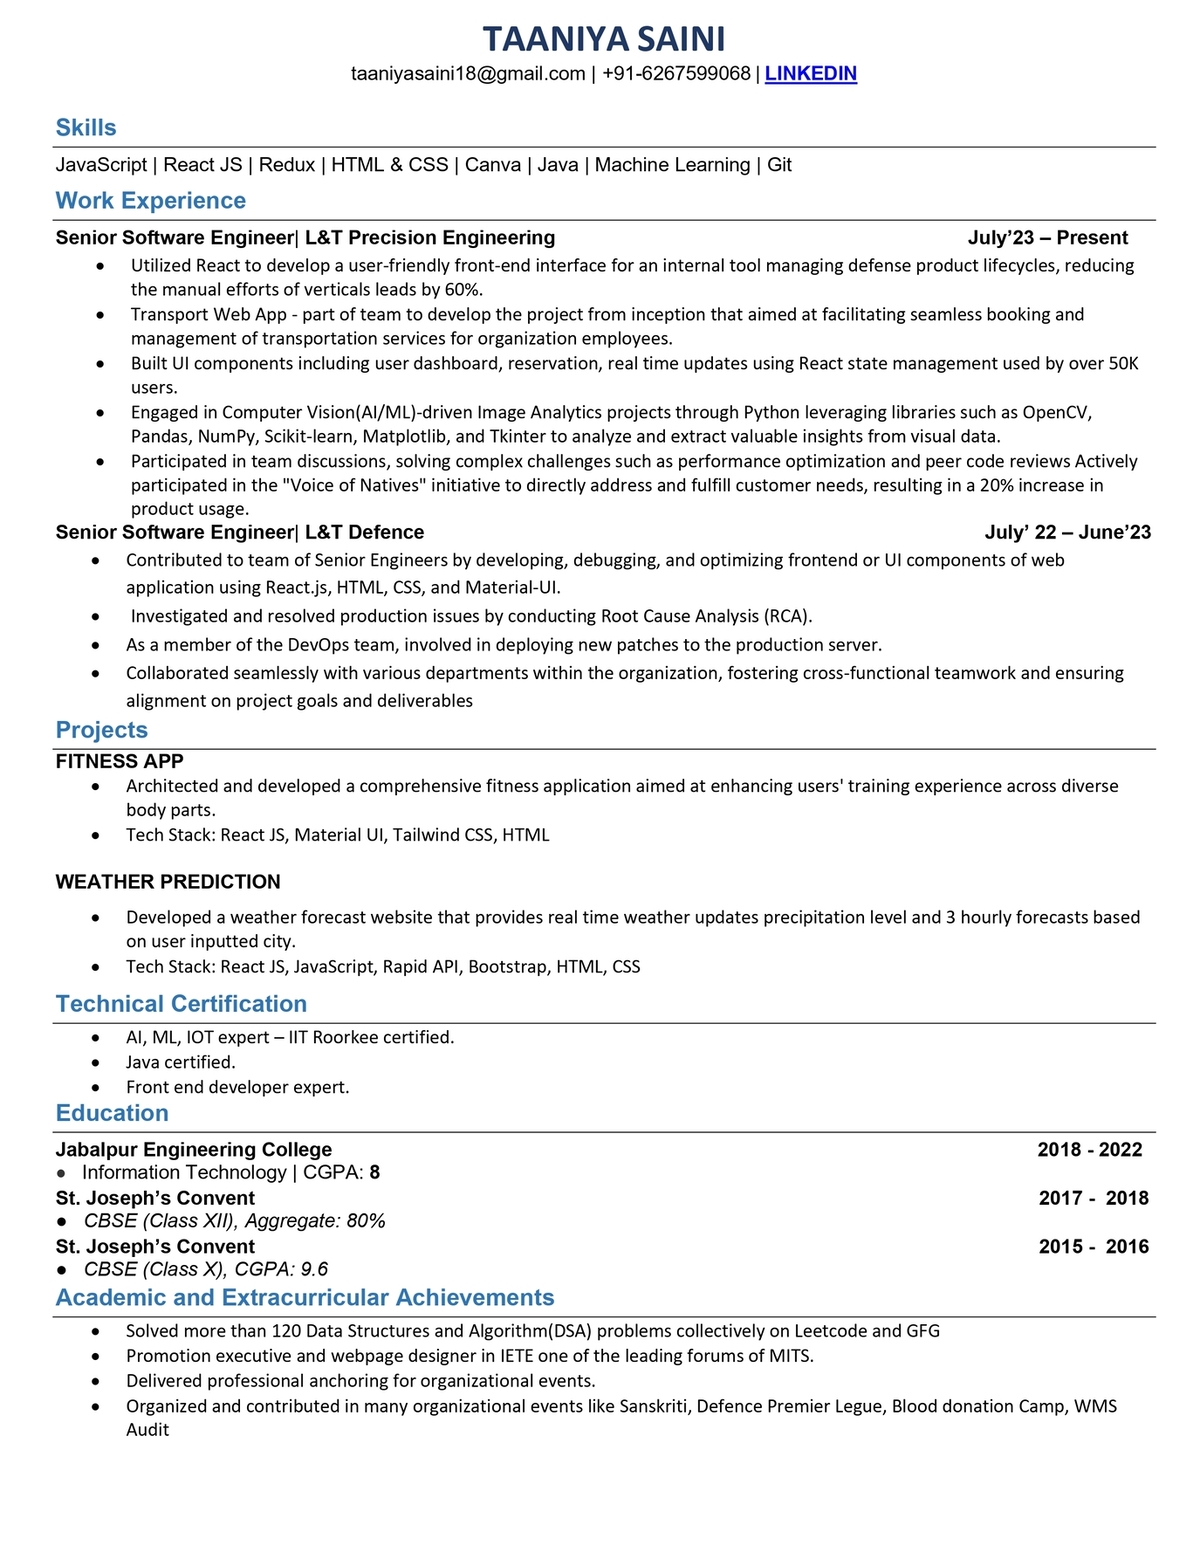 TAANIYA SAINI
taaniyasaini18@gmail.com | +91-6267599068 | LINKEDIN
Skills
JavaScript | React JS | Redux | HTML & CSS | Canva | Java | Machine Learning | Git
Work Experience
Senior Software Engineer| L&T Precision Engineering July’23 – Present
• Utilized React to develop a user-friendly front-end interface for an internal tool managing defense product lifecycles, reducing
the manual efforts of verticals leads by 60%.
• Transport Web App - part of team to develop the project from inception that aimed at facilitating seamless booking and
management of transportation services for organization employees.
• Built UI components including user dashboard, reservation, real time updates using React state management used by over 50K
users.
• Engaged in Computer Vision(AI/ML)-driven Image Analytics projects through Python leveraging libraries such as OpenCV,
Pandas, NumPy, Scikit-learn, Matplotlib, and Tkinter to analyze and extract valuable insights from visual data.
• Participated in team discussions, solving complex challenges such as performance optimization and peer code reviews Actively
participated in the "Voice of Natives" initiative to directly address and fulfill customer needs, resulting in a 20% increase in
product usage.
Senior Software Engineer| L&T Defence July’ 22 – June’23
• Contributed to team of Senior Engineers by developing, debugging, and optimizing frontend or UI components of web
application using React.js, HTML, CSS, and Material-UI.
• Investigated and resolved production issues by conducting Root Cause Analysis (RCA).
• As a member of the DevOps team, involved in deploying new patches to the production server.
• Collaborated seamlessly with various departments within the organization, fostering cross-functional teamwork and ensuring
alignment on project goals and deliverables
Projects
FITNESS APP
• Architected and developed a comprehensive fitness application aimed at enhancing users' training experience across diverse
body parts.
• Tech Stack: React JS, Material UI, Tailwind CSS, HTML
WEATHER PREDICTION
• Developed a weather forecast website that provides real time weather updates precipitation level and 3 hourly forecasts based
on user inputted city.
• Tech Stack: React JS, JavaScript, Rapid API, Bootstrap, HTML, CSS
Technical Certification
• AI, ML, IOT expert – IIT Roorkee certified.
• Java certified.
• Front end developer expert.
Education
Jabalpur Engineering College 2018 - 2022
• Information Technology | CGPA: 8
St. Joseph’s Convent 2017 - 2018
● CBSE (Class XII), Aggregate: 80%
St. Joseph’s Convent 2015 - 2016
● CBSE (Class X), CGPA: 9.6
Academic and Extracurricular Achievements
• Solved more than 120 Data Structures and Algorithm(DSA) problems collectively on Leetcode and GFG
• Promotion executive and webpage designer in IETE one of the leading forums of MITS.
• Delivered professional anchoring for organizational events.
• Organized and contributed in many organizational events like Sanskriti, Defence Premier Legue, Blood donation Camp, WMS
Audit